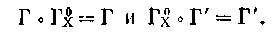 Γ ∘ Γ⁰_X = Γ и Γ⁰_X ∘ Γ′ = Γ′.